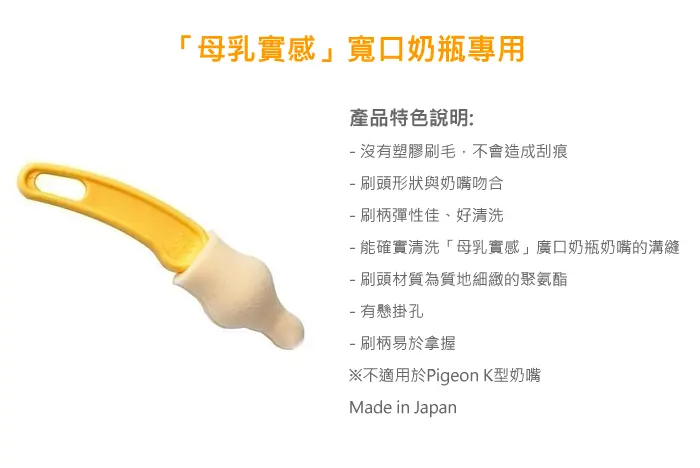 「母乳實感」寬口奶瓶專用
產品特色說明:
- 沒有塑膠刷毛，不會造成刮痕
- 刷頭形狀與奶嘴吻合
- 刷柄彈性佳、好清洗
- 能確實清洗「母乳實感」廣口奶瓶奶嘴的溝縫
- 刷頭材質為質地細緻的聚氨酯
- 有懸掛孔
- 刷柄易於拿握
※不適用於Pigeon K型奶嘴
Made in Japan